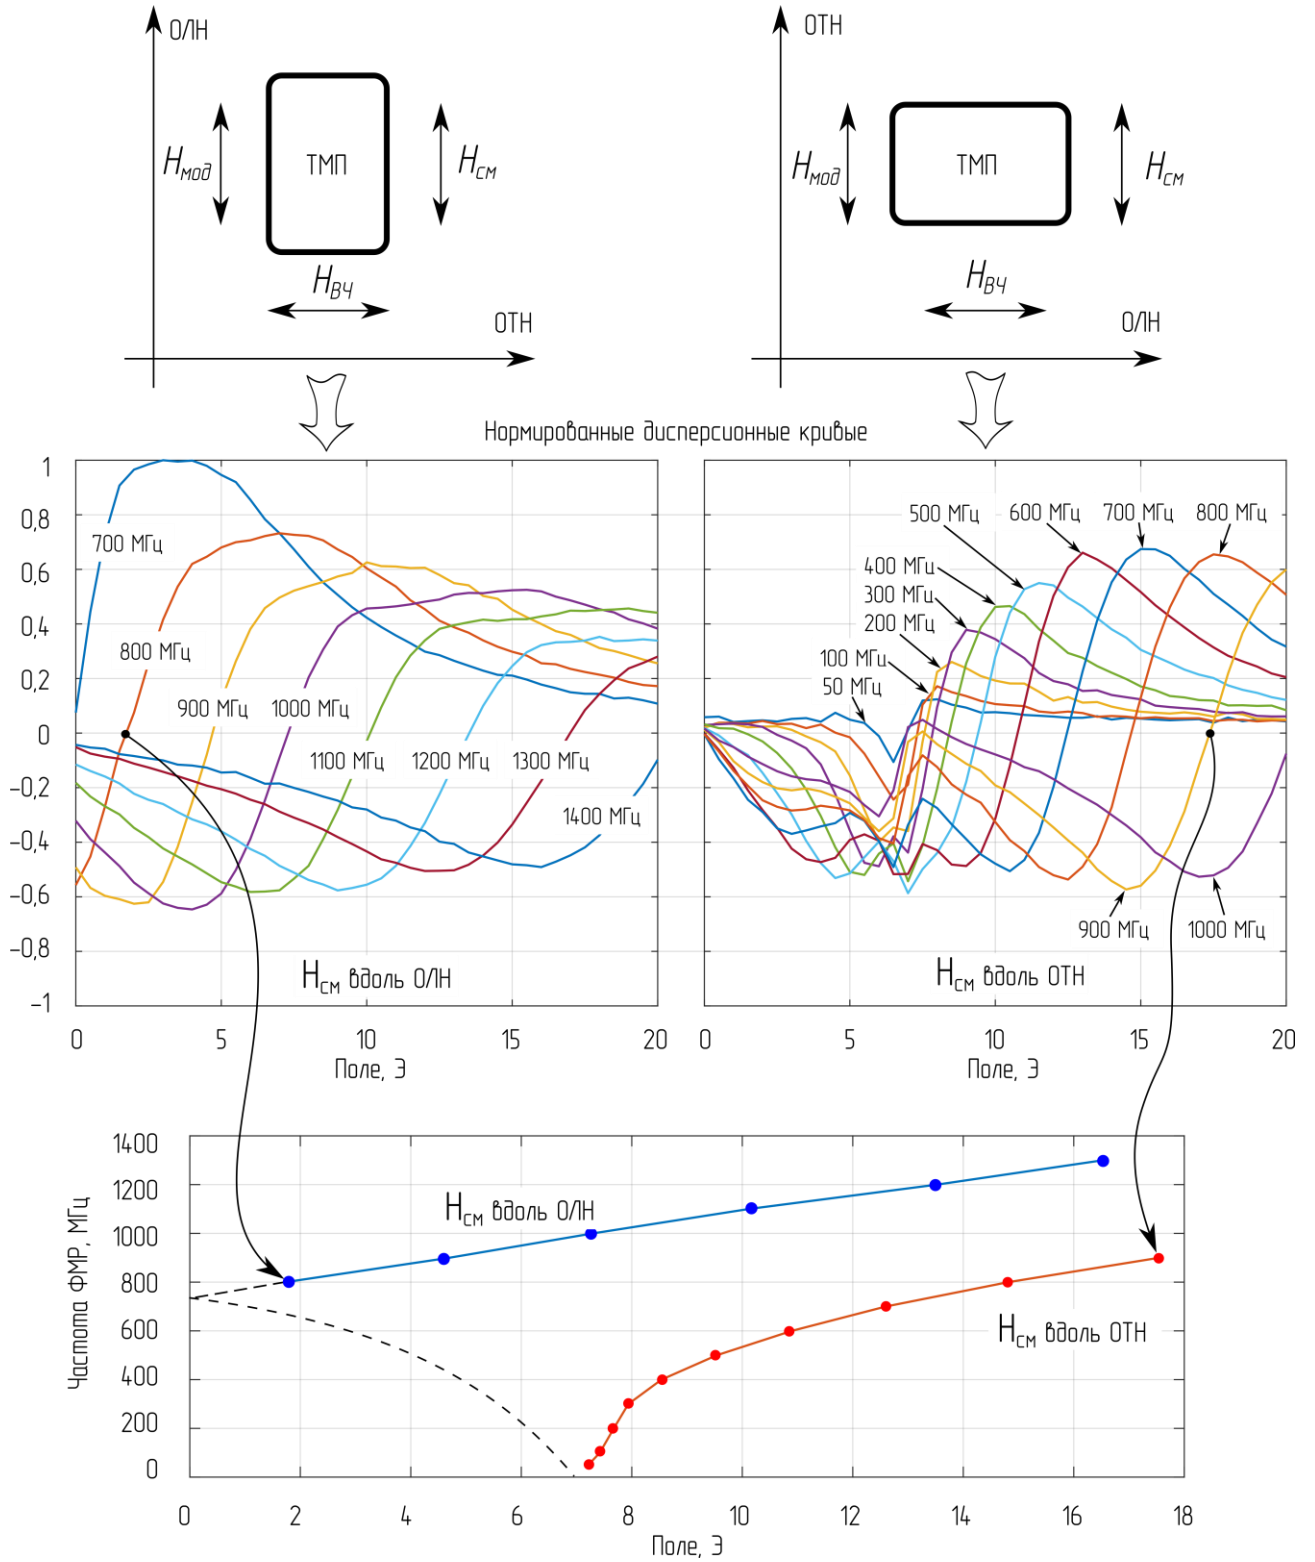 ОЛН
ТМП
Hмод
Hсм
HВЧ
ОТН
ОТН
ТМП
Hмод
Hсм
HВЧ
ОЛН
Нормированные дисперсионные кривые
1
0,8
0,6
0,4
0,2
0
–0,2
–0,4
–0,6
–0,8
–1
700 МГц
800 МГц
900 МГц
1000 МГц
1100 МГц
1200 МГц
1300 МГц
1400 МГц
Hсм вдоль ОЛН
0 5 10 15 20
Поле, Э
500 МГц
600 МГц
700 МГц
800 МГц
400 МГц
300 МГц
200 МГц
100 МГц
50 МГц
900 МГц
1000 МГц
Hсм вдоль ОТН
0 5 10 15 20
Поле, Э
Частота ФМР, МГц
1400
1200
1000
800
600
400
200
0
Hсм вдоль ОЛН
Hсм вдоль ОТН
0 2 4 6 8 10 12 14 16 18
Поле, Э